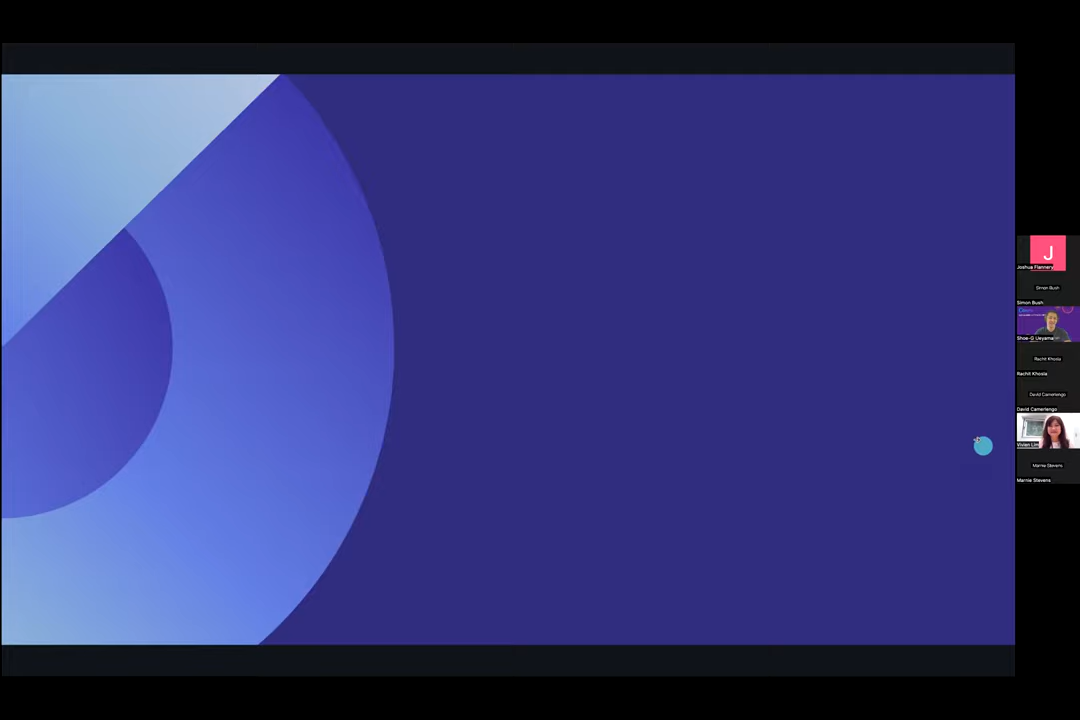 J
Joshua Flannery
Simon Bush
Simon Bush
Shoe-G Ueyama
Rachit Khosla
Rachit Khosla
David Camerlengo
David Camerlengo
Vivien Lim
Marnie Stevens
Marnie Stevens